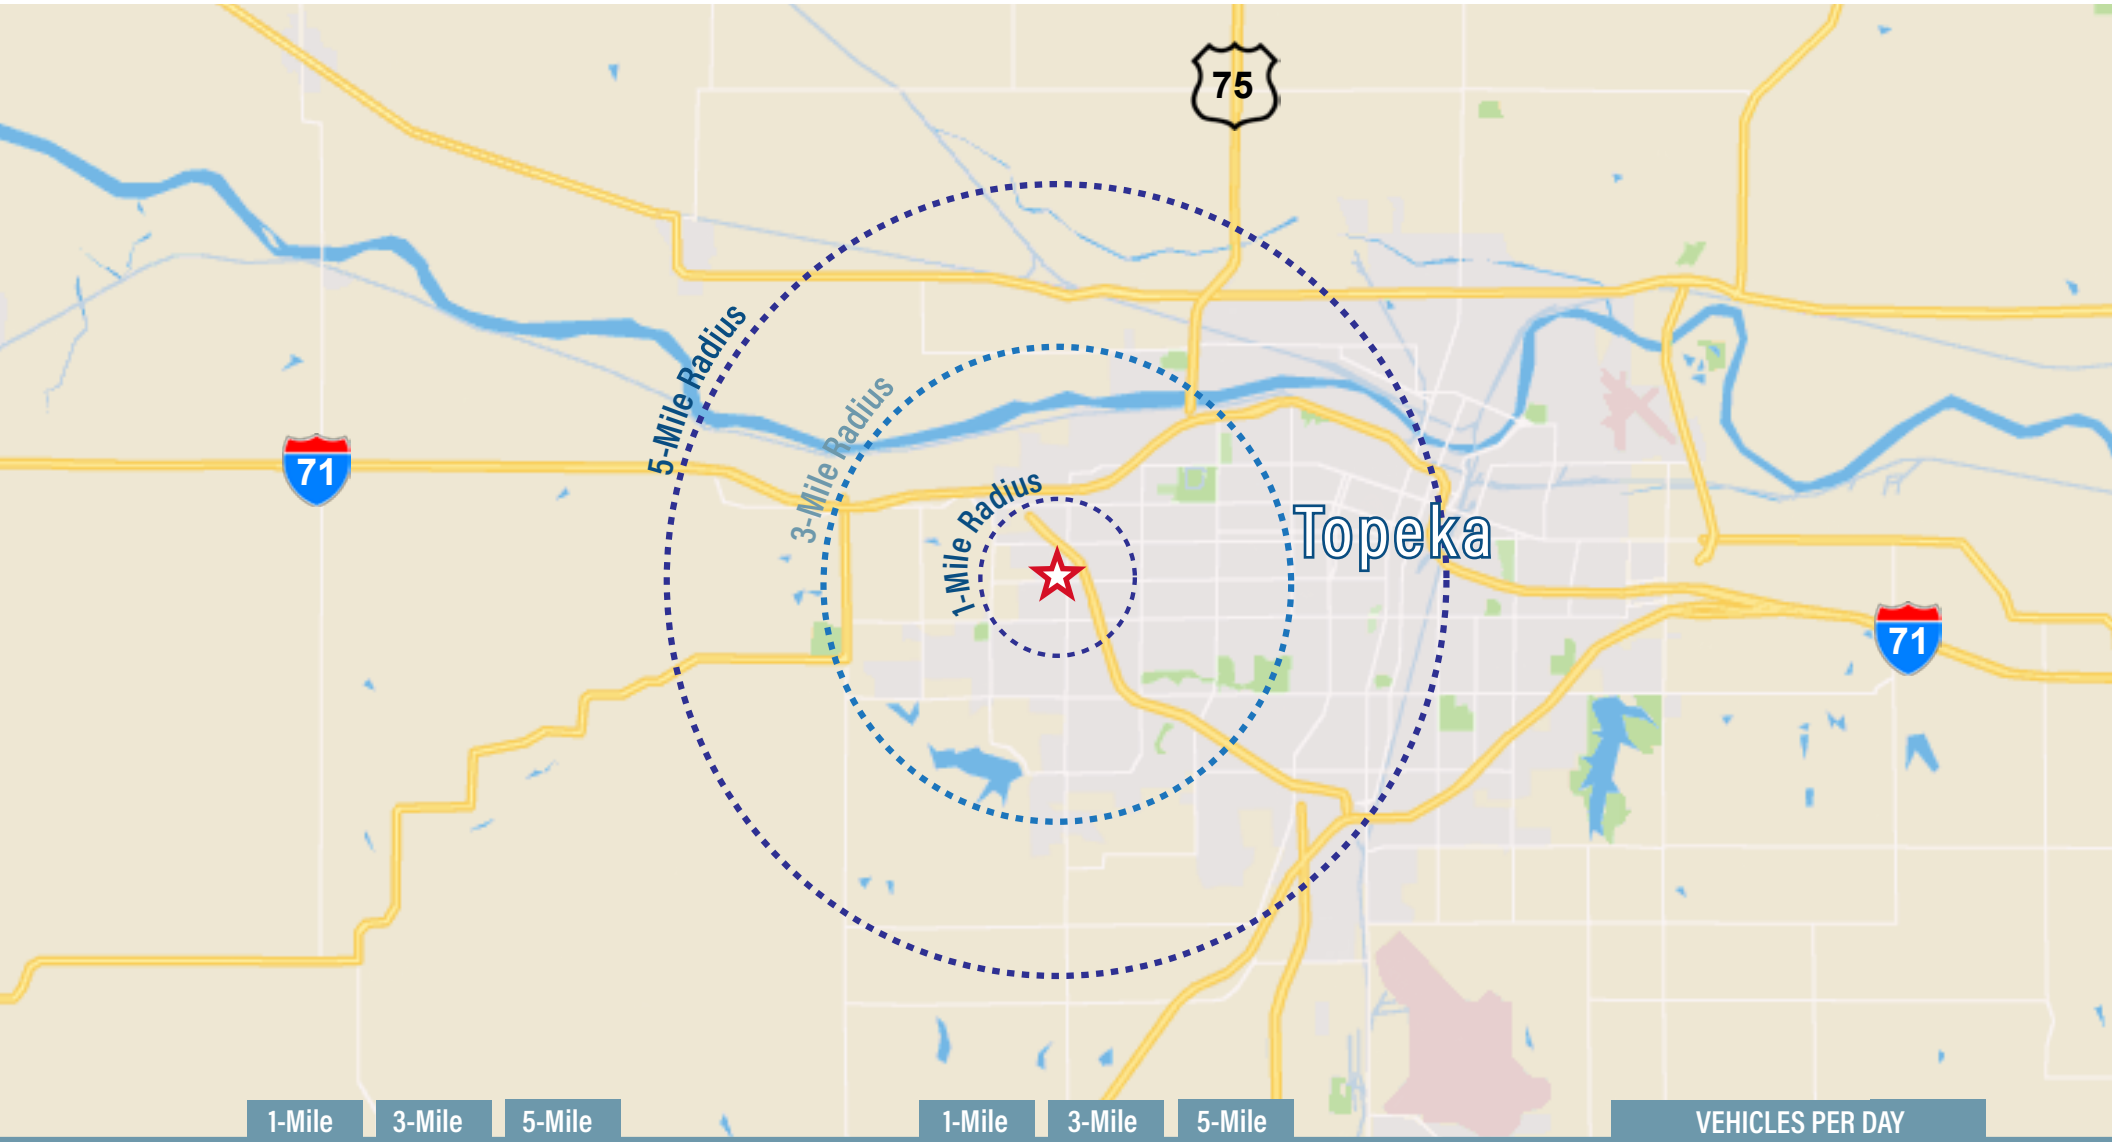 75
5-Mile Radius
3-Mile Radius
71
1-Mile Radius
Topeka
71
1-Mile 3-Mile 5-Mile 1-Mile 3-Mile 5-Mile VEHICLES PER DAY